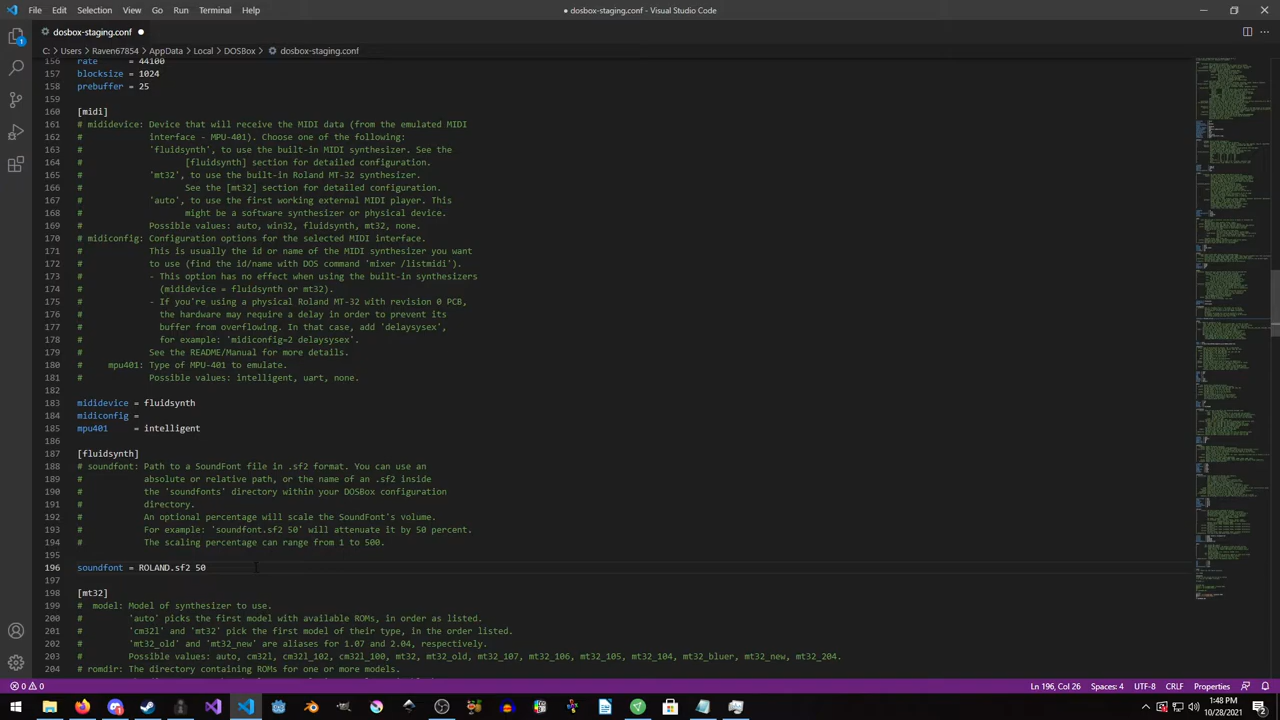 File Edit Selection View Go Run Terminal Help
● dosbox-staging.conf - Visual Studio Code
dosbox-staging.conf ●
C: > Users > Raven67854 > AppData > Local > DOSBox > dosbox-staging.conf
156 rate = 44100
157 blocksize = 1024
158 prebuffer = 25
159
160 [midi]
161 # mididevice: Device that will receive the MIDI data (from the emulated MIDI
162 # interface - MPU-401). Choose one of the following:
163 # 'fluidsynth', to use the built-in MIDI synthesizer. See the
164 # [fluidsynth] section for detailed configuration.
165 # 'mt32', to use the built-in Roland MT-32 synthesizer.
166 # See the [mt32] section for detailed configuration.
167 # 'auto', to use the first working external MIDI player. This
168 # might be a software synthesizer or physical device.
169 # Possible values: auto, win32, fluidsynth, mt32, none.
170 # midiconfig: Configuration options for the selected MIDI interface.
171 # This is usually the id or name of the MIDI synthesizer you want
172 # to use (find the id/name with DOS command 'mixer /listmidi').
173 # - This option has no effect when using the built-in synthesizers
174 # (mididevice = fluidsynth or mt32).
175 # - If you're using a physical Roland MT-32 with revision 0 PCB,
176 # the hardware may require a delay in order to prevent its
177 # buffer from overflowing. In that case, add 'delaysysex',
178 # for example: 'midiconfig=2 delaysysex'.
179 # See the README/Manual for more details.
180 # mpu401: Type of MPU-401 to emulate.
181 # Possible values: intelligent, uart, none.
182
183 mididevice = fluidsynth
184 midiconfig =
185 mpu401 = intelligent
186
187 [fluidsynth]
188 # soundfont: Path to a SoundFont file in .sf2 format. You can use an
189 # absolute or relative path, or the name of an .sf2 inside
190 # the 'soundfonts' directory within your DOSBox configuration
191 # directory.
192 # An optional percentage will scale the SoundFont's volume.
193 # For example: 'soundfont.sf2 50' will attenuate it by 50 percent.
194 # The scaling percentage can range from 1 to 500.
195
196 soundfont = ROLAND.sf2 50
197
198 [mt32]
199 # model: Model of synthesizer to use.
200 # 'auto' picks the first model with available ROMs, in order as listed.
201 # 'cm32l' and 'mt32' pick the first model of their type, in the order listed.
202 # 'mt32_old' and 'mt32_new' are aliases for 1.07 and 2.04, respectively.
203 # Possible values: auto, cm32l, cm32l_102, cm32l_100, mt32, mt32_old, mt32_107, mt32_106, mt32_105, mt32_104, mt32_bluer, mt32_new, mt32_204.
204 # romdir: The directory containing ROMs for one or more models.
0 0
Ln 196, Col 26 Spaces: 4 UTF-8 CRLF Properties
1:48 PM
10/28/2021